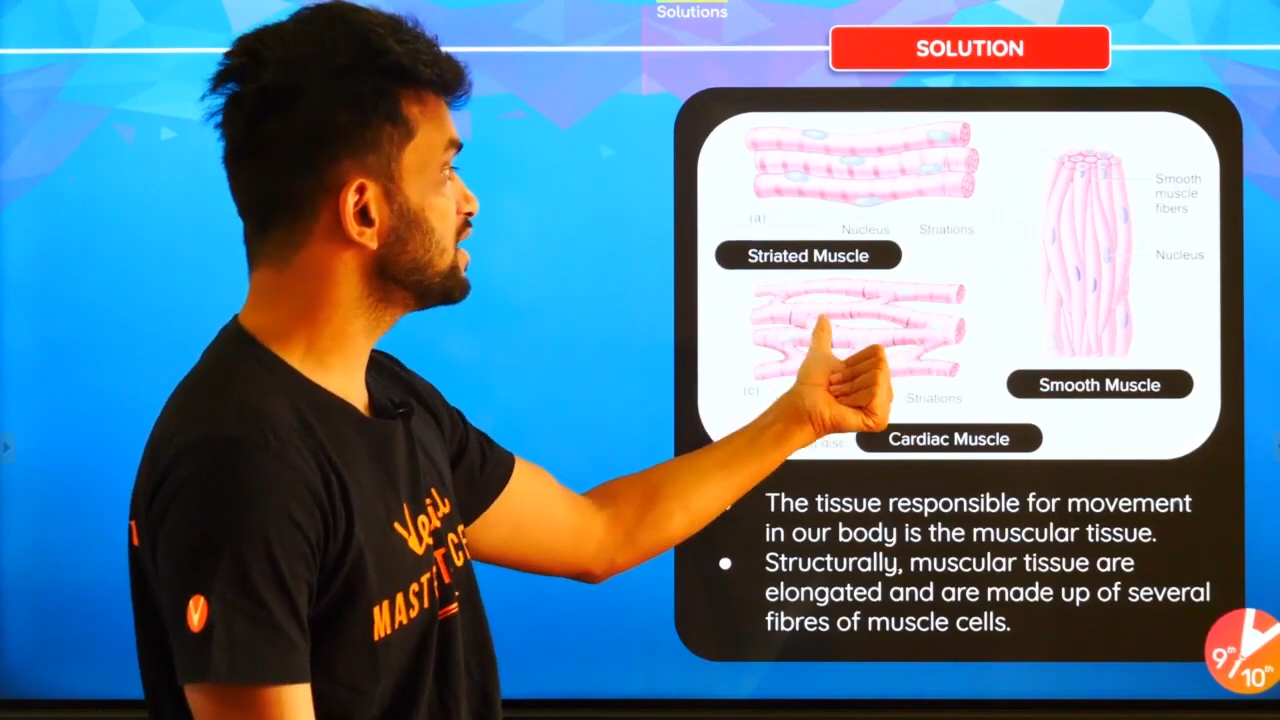 Solutions
SOLUTION
(a)
Nucleus Striations
Striated Muscle
Smooth
muscle
fibers
Nucleus
Smooth Muscle
(c)
Striations
disc
Cardiac Muscle
The tissue responsible for movement
in our body is the muscular tissue.
Structurally, muscular tissue are
elongated and are made up of several
fibres of muscle cells.
9th
10th